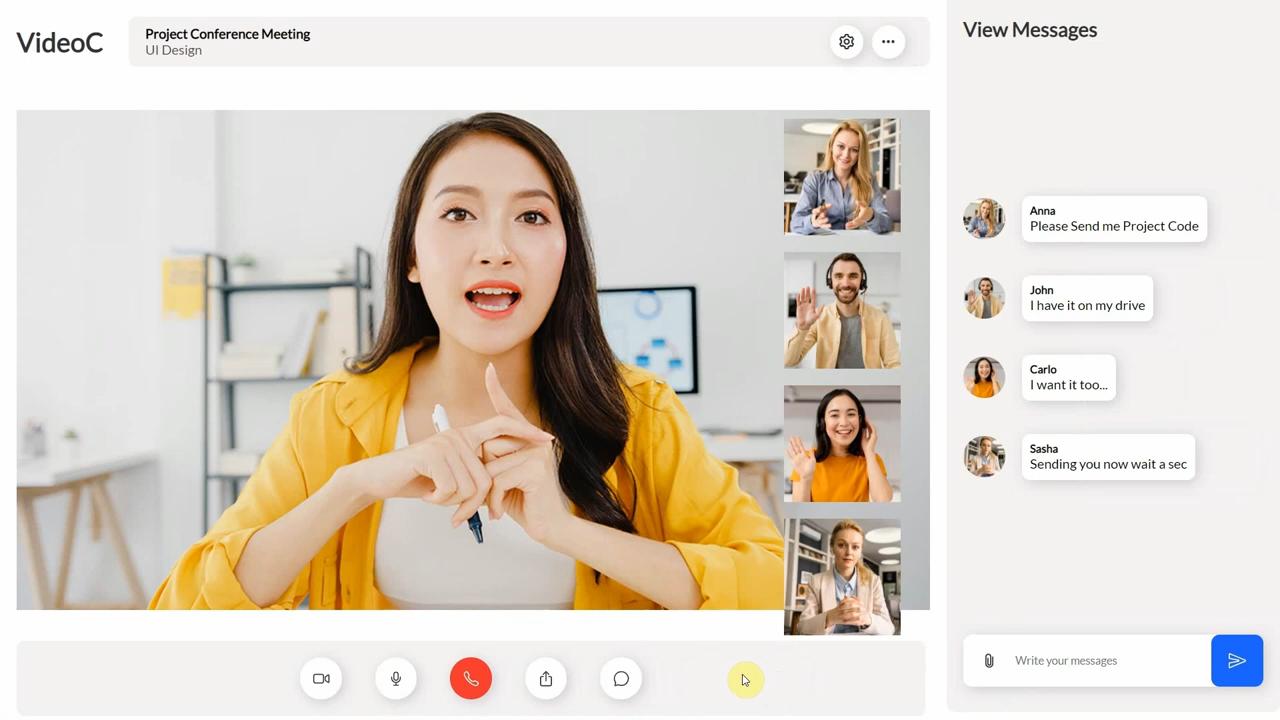 VideoC
Project Conference Meeting
UI Design
View Messages
Anna
Please Send me Project Code
John
I have it on my drive
Carlo
I want it too...
Sasha
Sending you now wait a sec
Write your messages